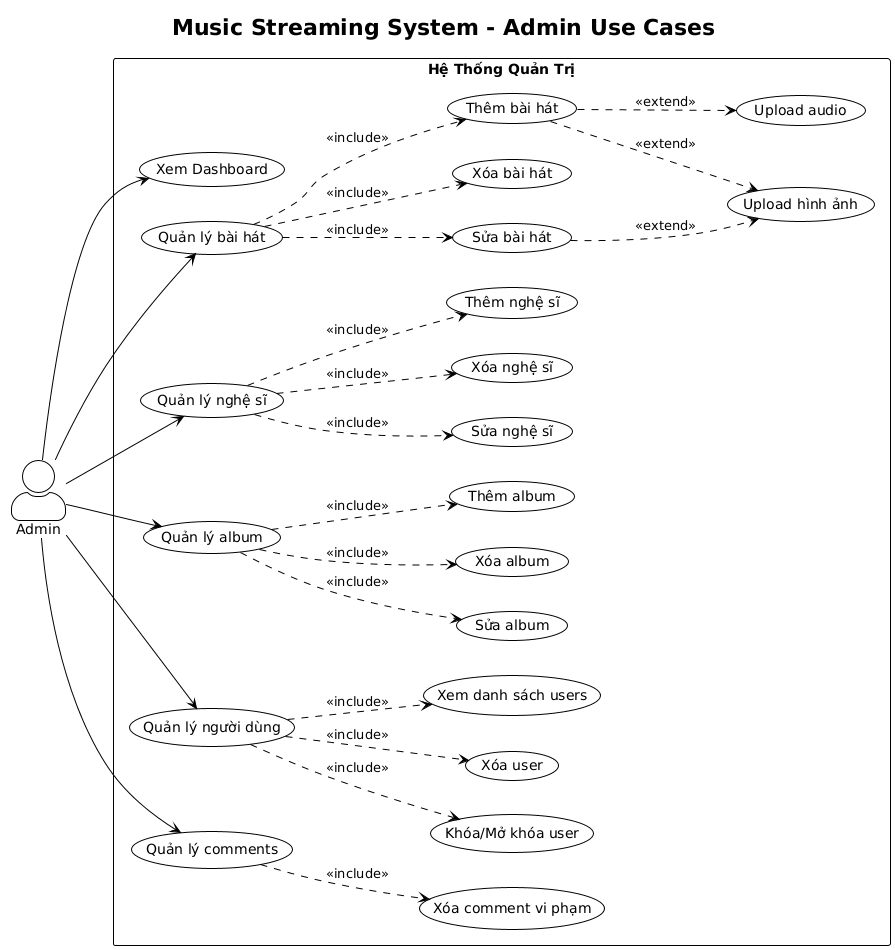 Music Streaming System - Admin Use Cases
Hệ Thống Quản Trị
Thêm bài hát
«extend»
Upload audio
«include»
«extend»
Xem Dashboard
Xóa bài hát
«include»
Upload hình ảnh
Quản lý bài hát
«include»
Sửa bài hát
«extend»
Thêm nghệ sĩ
«include»
Xóa nghệ sĩ
«include»
Quản lý nghệ sĩ
«include»
Sửa nghệ sĩ
Thêm album
«include»
Admin
Quản lý album
«include»
Xóa album
«include»
Sửa album
Xem danh sách users
«include»
Quản lý người dùng
«include»
Xóa user
«include»
Khóa/Mở khóa user
Quản lý comments
«include»
Xóa comment vi phạm